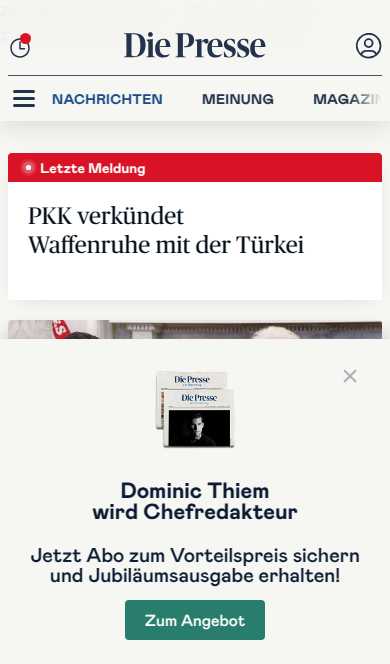 Die Presse
NACHRICHTEN MEINUNG MAGAZIN
Letzte Meldung
PKK verkündet
Waffenruhe mit der Türkei
Die Presse
Die Presse
Dominic Thiem
wird Chefredakteur
Jetzt Abo zum Vorteilspreis sichern
und Jubiläumsausgabe erhalten!
Zum Angebot